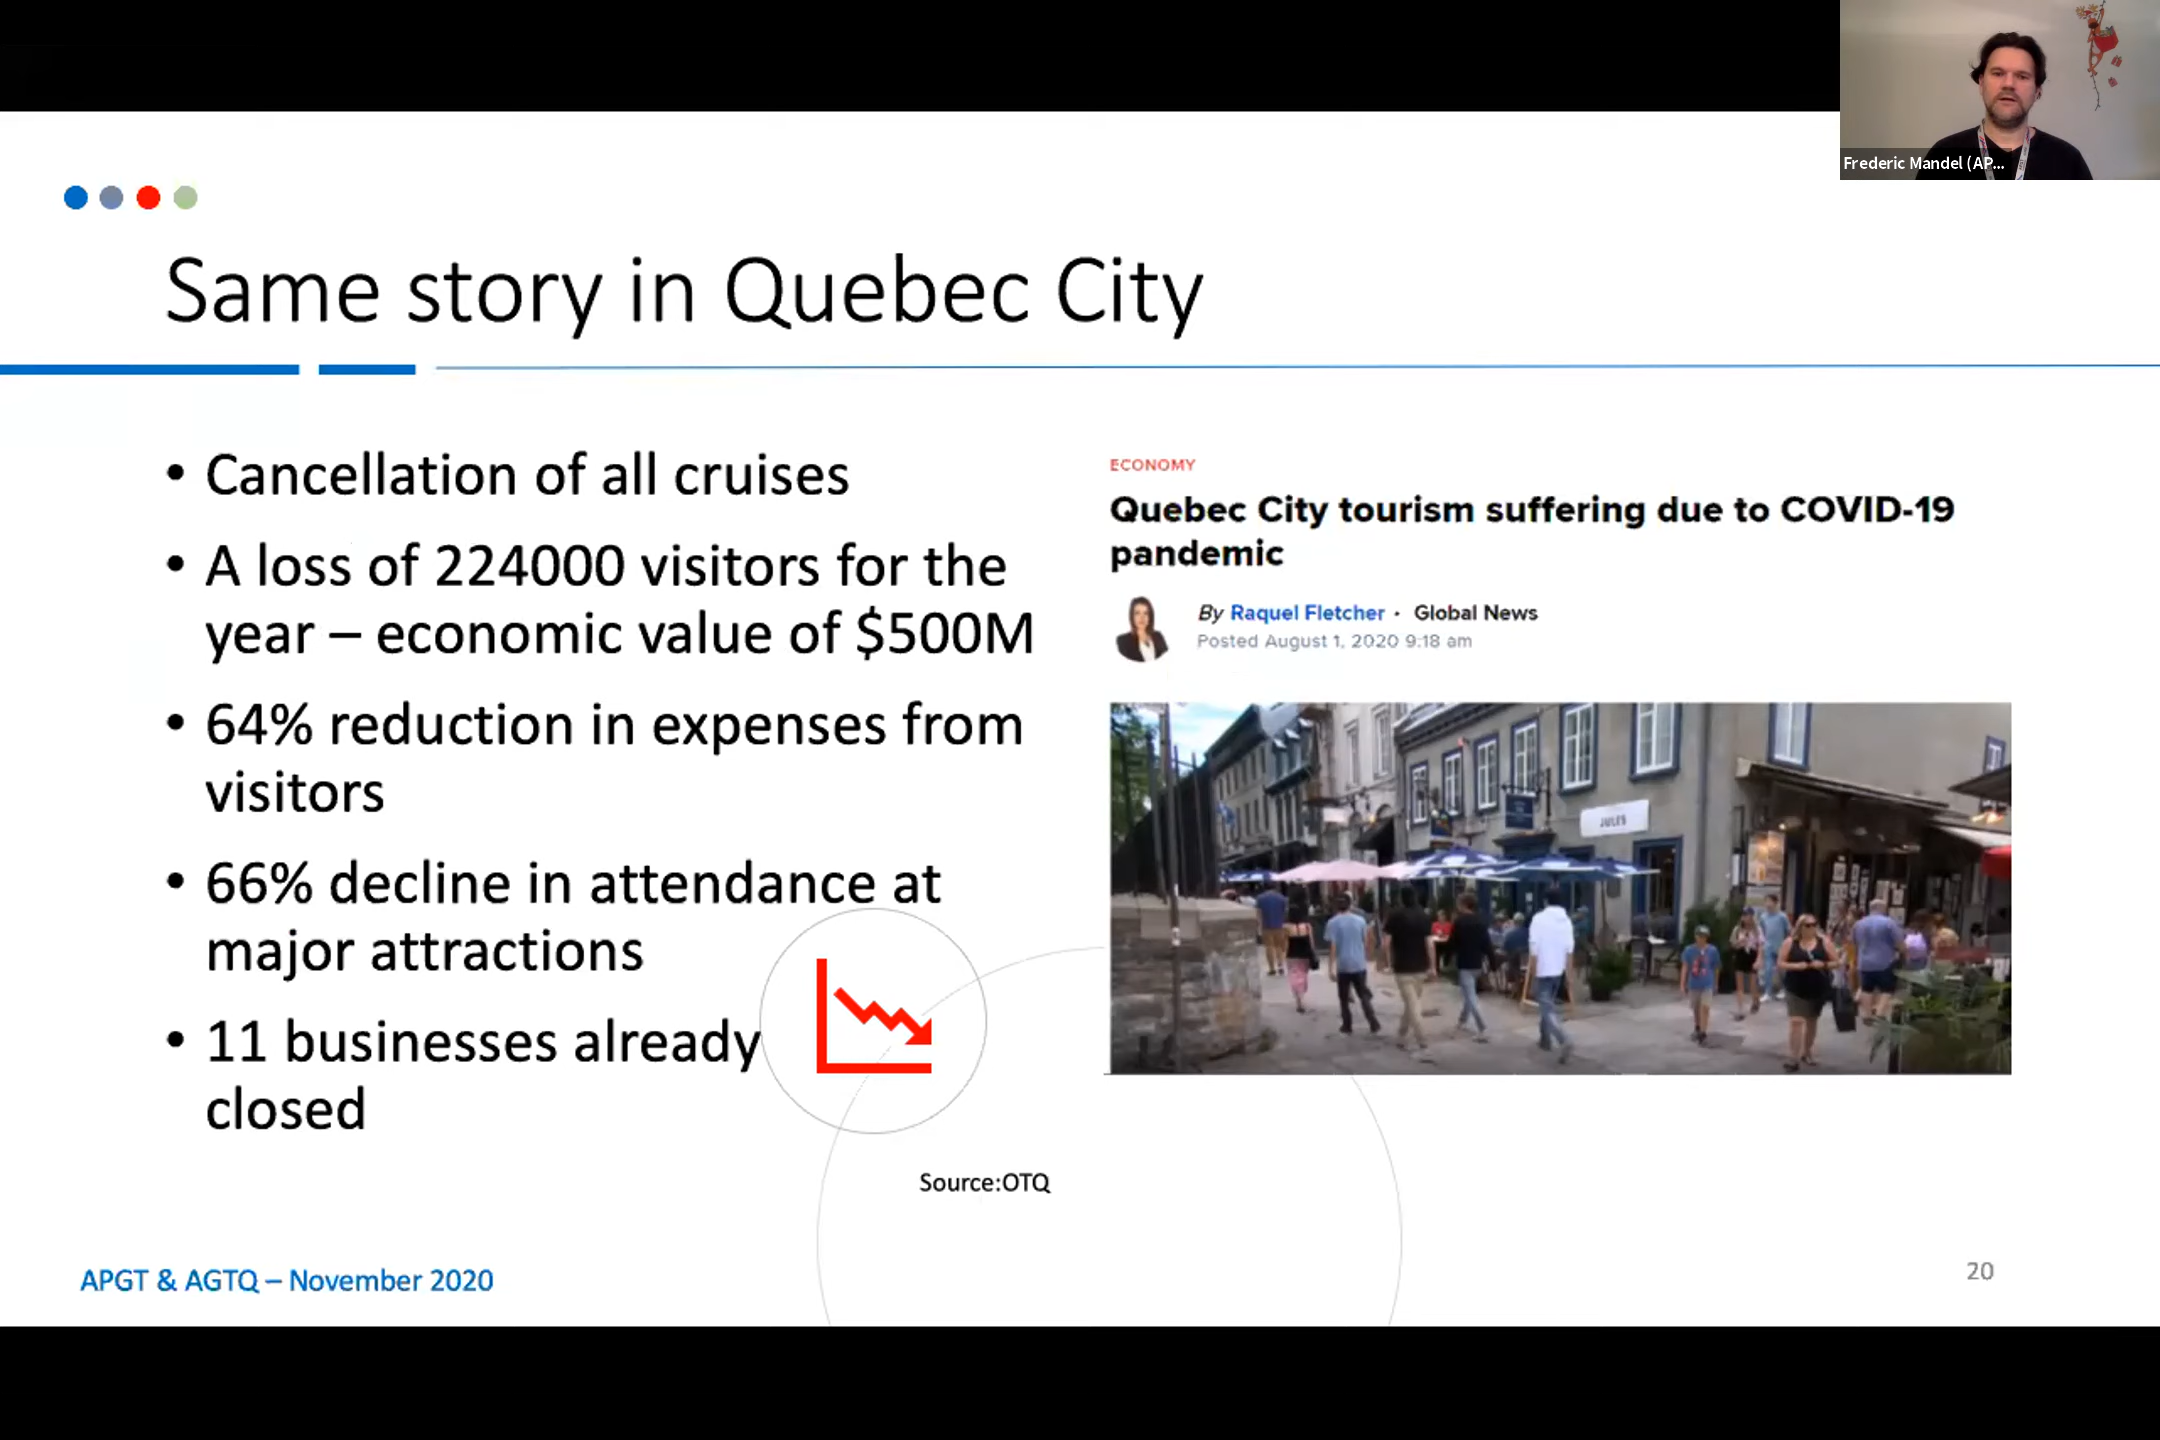 Frederic Mandel (AP...
Same story in Quebec City
• Cancellation of all cruises
• A loss of 224000 visitors for the
year – economic value of $500M
• 64% reduction in expenses from
visitors
• 66% decline in attendance at
major attractions
• 11 businesses already
closed
ECONOMY
Quebec City tourism suffering due to COVID-19
pandemic
By Raquel Fletcher • Global News
Posted August 1, 2020 9:18 am
JULES
Source:OTQ
APGT & AGTQ – November 2020
20